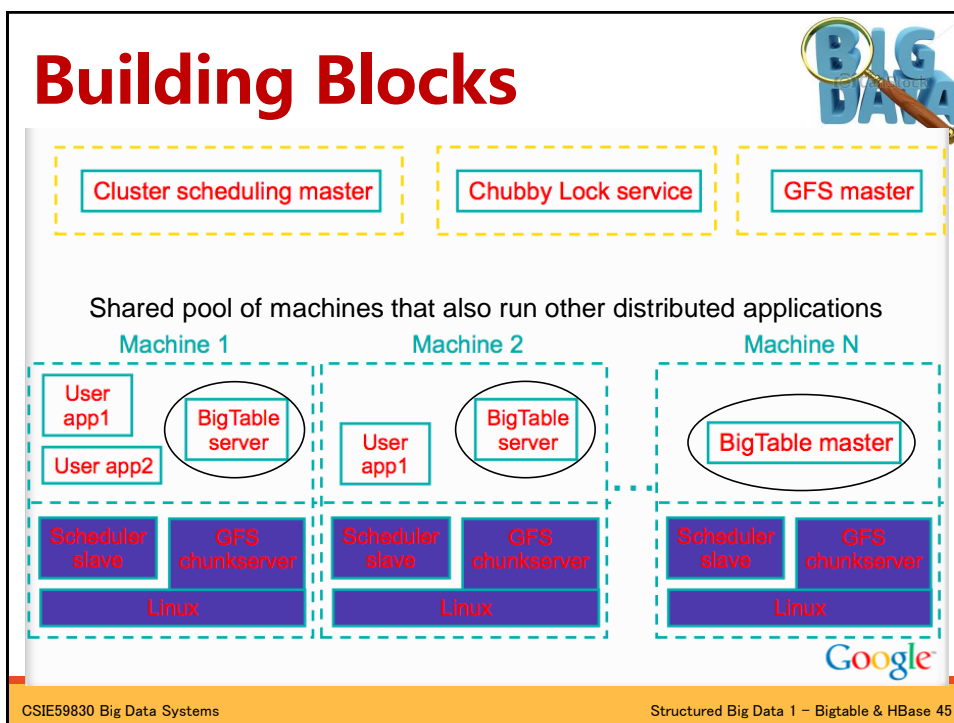 Building Blocks
BIG
DATA
Cluster scheduling master
Chubby Lock service
GFS master
Shared pool of machines that also run other distributed applications
Machine 1
Machine 2
Machine N
User
app1
User app2
BigTable
server
User
app1
BigTable
server
...
BigTable master
Scheduler
slave
GFS
chunkserver
Linux
Scheduler
slave
GFS
chunkserver
Linux
Scheduler
slave
GFS
chunkserver
Linux
Google
CSIE59830 Big Data Systems
Structured Big Data 1 – Bigtable & HBase 45